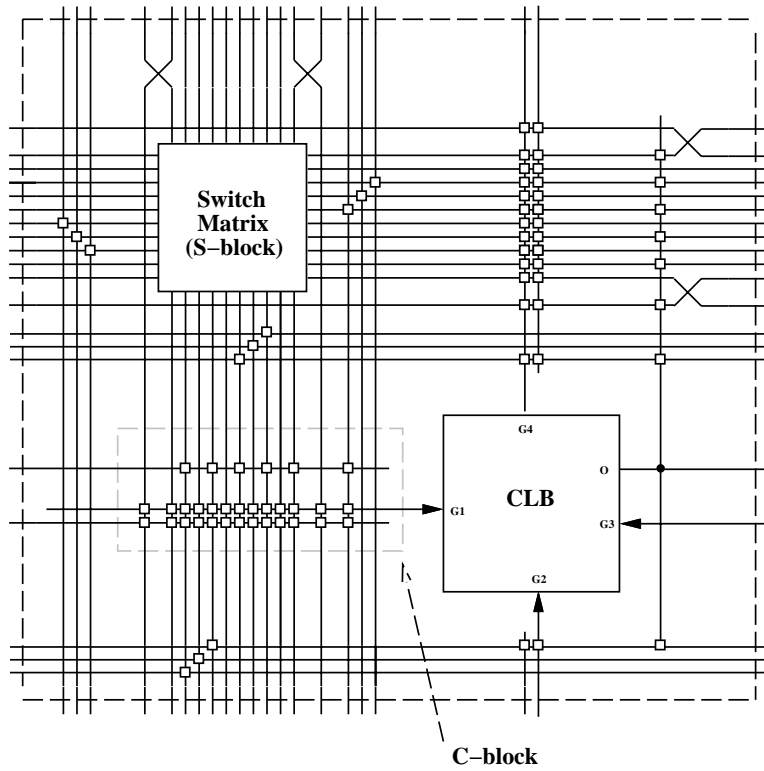 Switch
Matrix
(S−block)
G4
O
CLB
G1
G3
G2
C−block